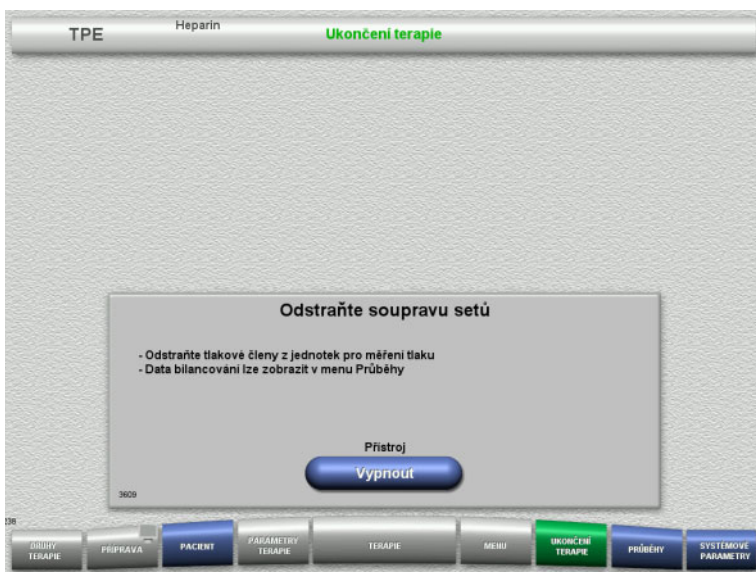 TPE Heparin Ukončení terapie
Odstraňte soupravu setů
- Odstraňte tlakové členy z jednotek pro měření tlaku
- Data bilancování lze zobrazit v menu Průběhy
Přístroj
Vypnout
3609
238
DRUHY
TERAPIE
PŘÍPRAVA
PACIENT
PARAMETRY
TERAPIE
TERAPIE
MENU
UKONČENÍ
TERAPIE
PRŮBĚHY
SYSTÉMOVÉ
PARAMETRY